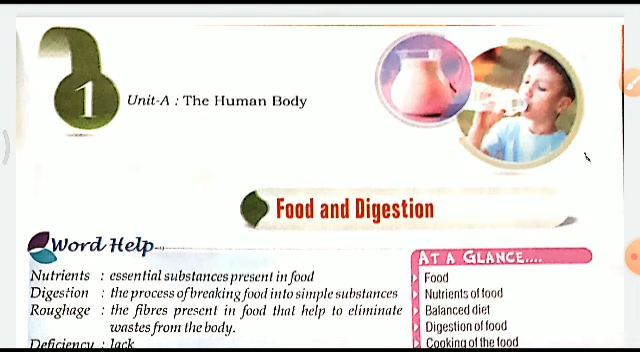 1
Unit-A : The Human Body
Food and Digestion
Word Help
Nutrients : essential substances present in food
Digestion : the process of breaking food into simple substances
Roughage : the fibres present in food that help to eliminate
wastes from the body.
Deficiency : lack
AT A GLANCE....
Food
Nutrients of food
Balanced diet
Digestion of food
Cooking of the food